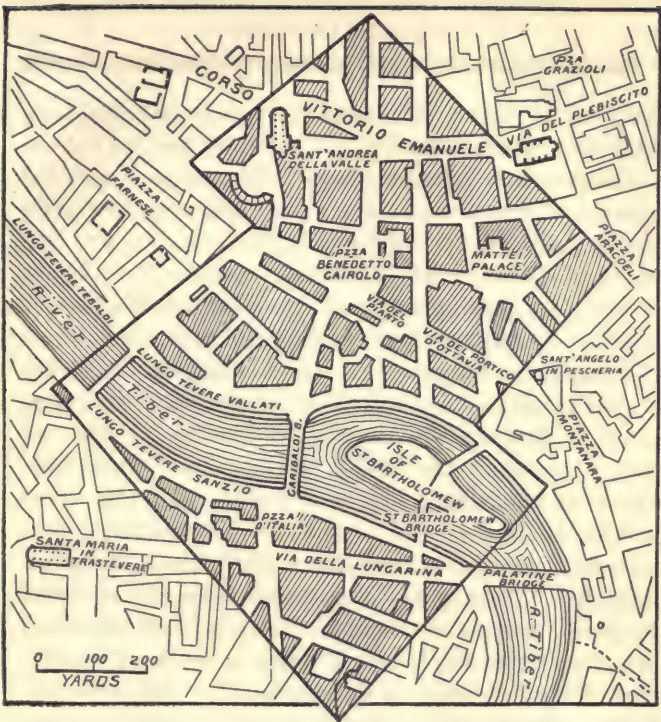 PZA
GRAZIOLI
CORSO
VITTORIO EMANUELE
VIA DEL PLEBISCITO
SANT'ANDREA
DELLA VALLE
PIAZZA
FARNESE
PIAZZA
ARACOELI
PZZA
BENEDETTO
CAIROLO
MATTEI
PALACE
LUNGO TEVERE TEBALDI
River
VIA DEL
PIANTO
VIA DEL PORTICO
D'OTTAVIA
SANT' ANGELO
IN PESCHERIA
LUNGO TEVERE VALLATI
Tiber
PIAZZA
MONTANARA
LUNGO TEVERE
SANZIO
GARIBALDI B.
ISLE
OF
ST BARTHOLOMEW
ST BARTHOLOMEW
BRIDGE
PZZA
D'ITALIA
SANTA MARIA
IN
TRASTEVERE
VIA DELLA LUNGARINA
PALATINE
BRIDGE
R. TIBER
0 100 200
YARDS